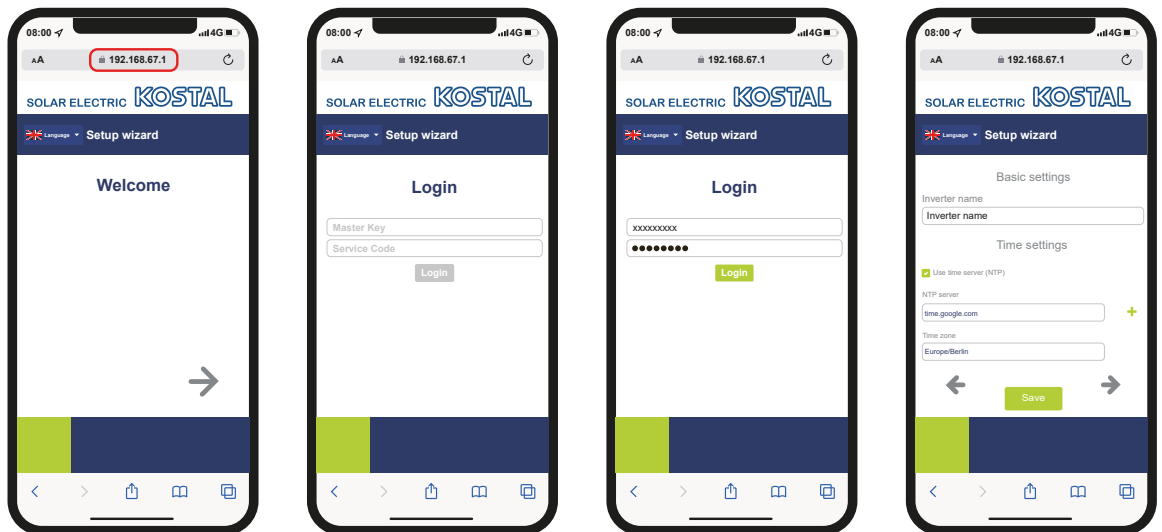 08:00
4G
AA
192.168.67.1
SOLAR ELECTRIC KOSTAL
Language
Setup wizard
Welcome
08:00
4G
AA
192.168.67.1
SOLAR ELECTRIC KOSTAL
Language
Setup wizard
Login
Master Key
Service Code
Login
08:00
4G
AA
192.168.67.1
SOLAR ELECTRIC KOSTAL
Language
Setup wizard
Login
xxxxxxxxx
●●●●●●●●
Login
08:00
4G
AA
192.168.67.1
SOLAR ELECTRIC KOSTAL
Language
Setup wizard
Basic settings
Inverter name
Inverter name
Time settings
Use time server (NTP)
NTP server
time.google.com
+
Time zone
Europe/Berlin
Save